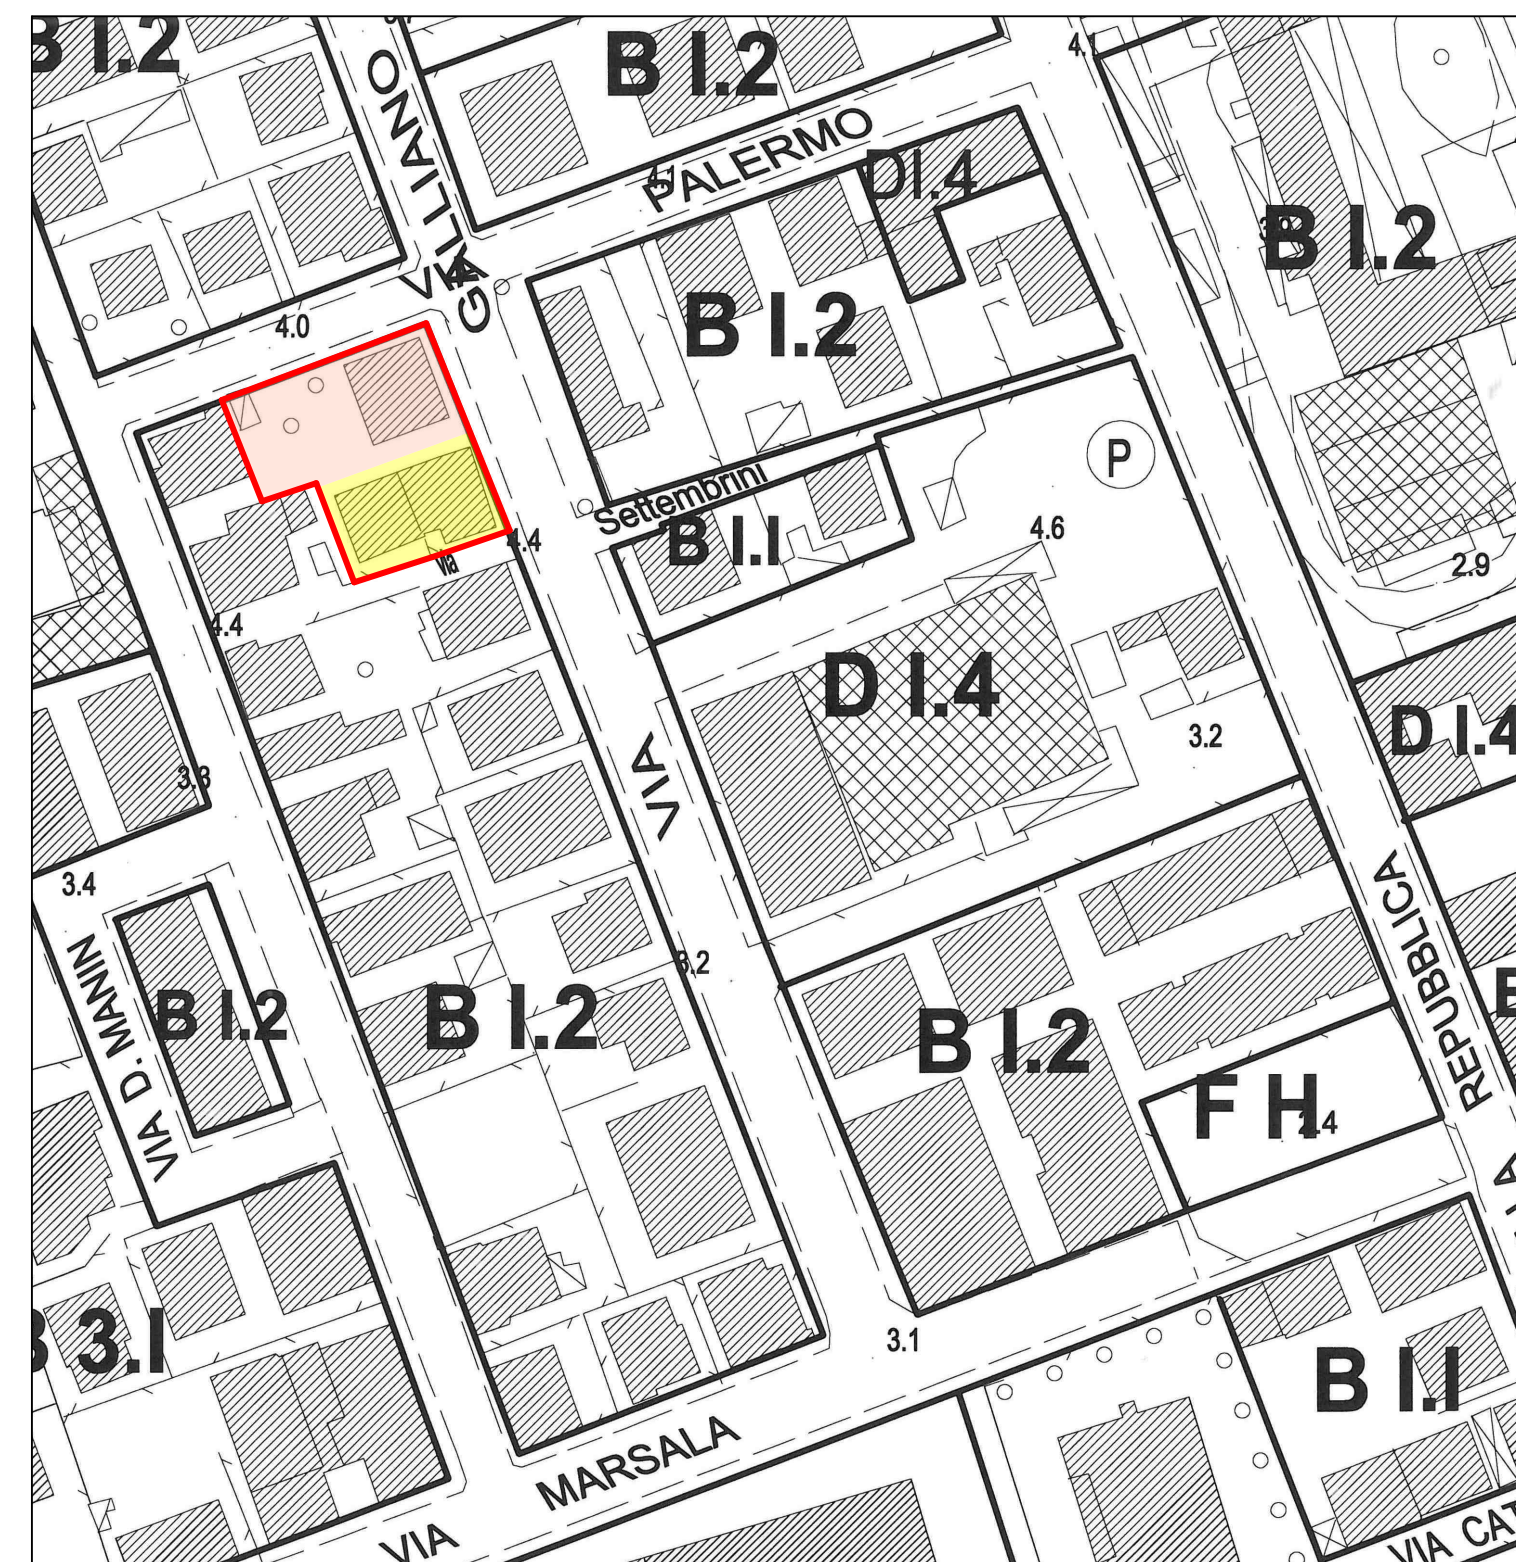 B I.2
GALLIANO
B I.2
4.1
PALERMO
DI.4
B I.2
VIA
4.0
B I.2
P
Settembrini
4.6
B I.I
4.4
via
2.9
4.4
D I.4
3.2
D I.4
VIA
3.3
3.4
REPUBBLICA
VIA D. MANIN
3.2
B I.2
B I.2
B I.2
F H
2.4
3.1
B 3.I
B I.I
MARSALA
VIA
VIA CAT